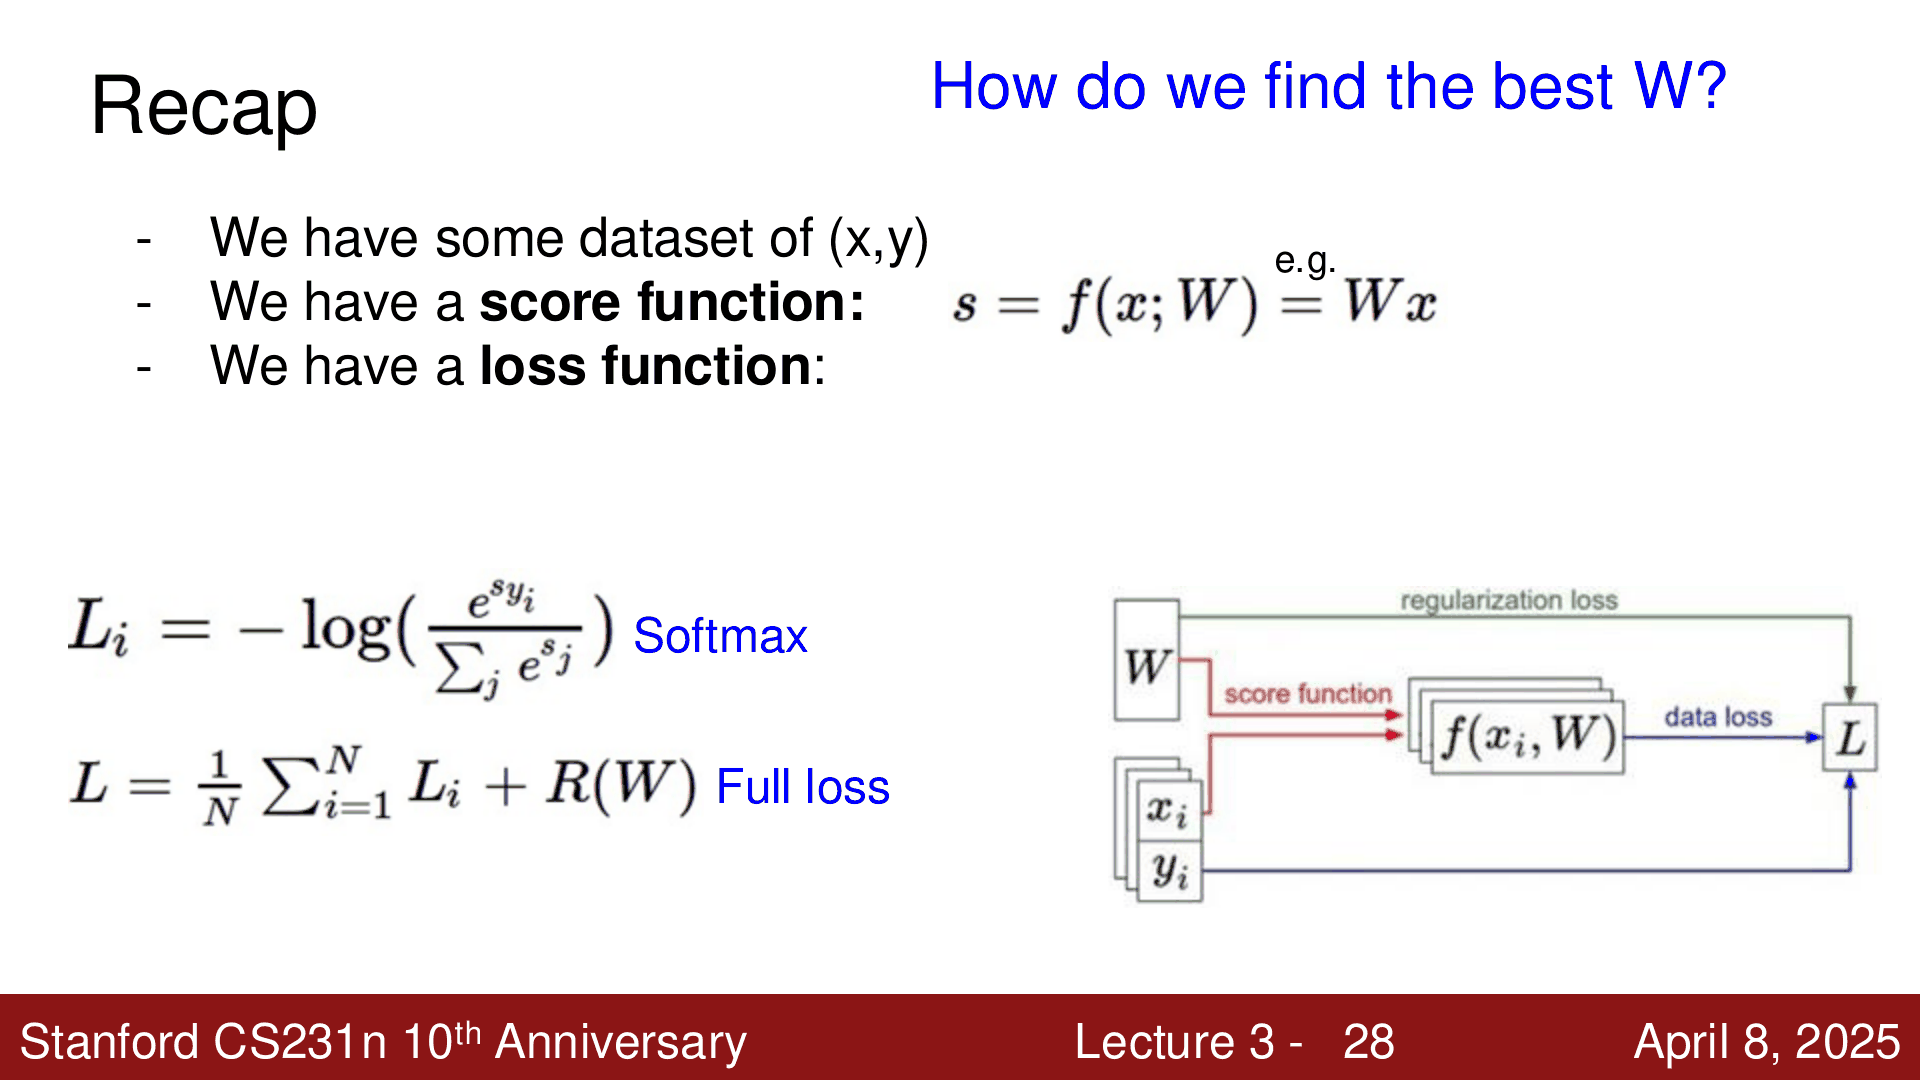 Recap
How do we find the best W?
- We have some dataset of (x,y)
- We have a score function:
s = f(x; W) = Wx
e.g.
- We have a loss function:
L_i = − log(e^{s_{y_i}} / ∑_j e^{s_j}) Softmax
L = 1/N ∑_{i=1}^N L_i + R(W) Full loss
regularization loss
W
score function
f(x_i, W)
data loss
L
x_i
y_i
Stanford CS231n 10th Anniversary
Lecture 3 - 28
April 8, 2025